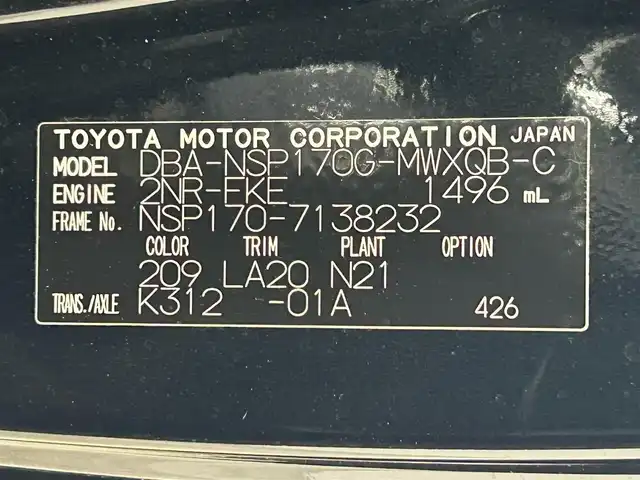 TOYOTA MOTOR CORPORATION JAPAN
MODEL DBA-NSP170G-MWXQB-C
ENGINE 2NR-FKE 1496 mL
FRAME No. NSP170-7138232
COLOR TRIM PLANT OPTION
209 LA20 N21
TRANS./AXLE K312 -01A 426